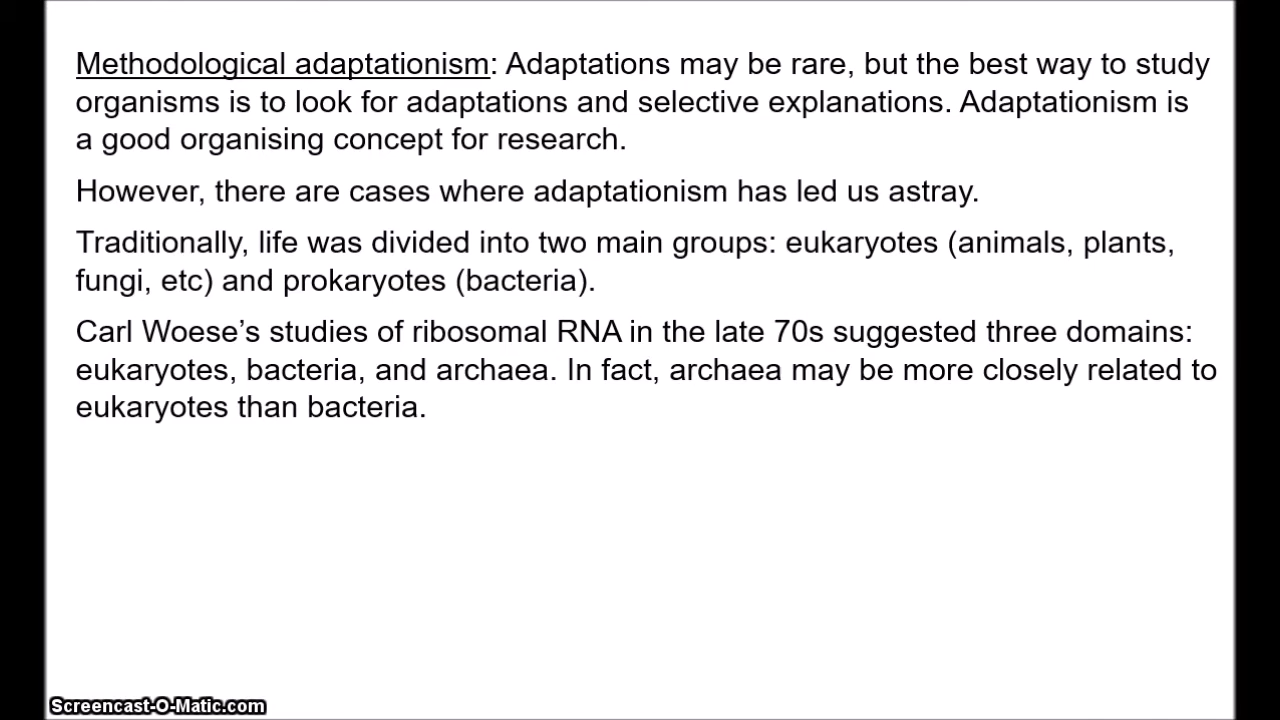 Methodological adaptationism: Adaptations may be rare, but the best way to study
organisms is to look for adaptations and selective explanations. Adaptationism is
a good organising concept for research.
However, there are cases where adaptationism has led us astray.
Traditionally, life was divided into two main groups: eukaryotes (animals, plants,
fungi, etc) and prokaryotes (bacteria).
Carl Woese’s studies of ribosomal RNA in the late 70s suggested three domains:
eukaryotes, bacteria, and archaea. In fact, archaea may be more closely related to
eukaryotes than bacteria.
Screencast-O-Matic.com